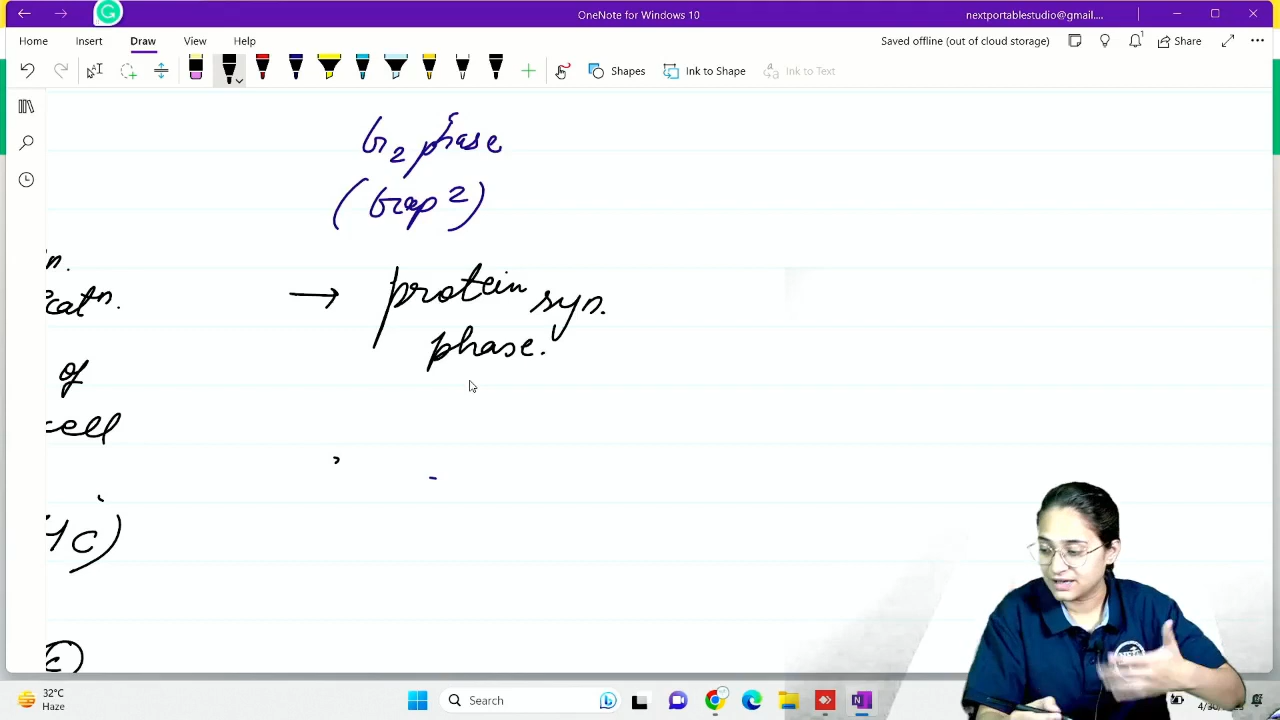 OneNote for Windows 10
nextportablestudio@gmail....
Home Insert Draw View Help
Saved offline (out of cloud storage)
Share
Shapes
Ink to Shape
Ink to Text
G2 phase
(Gap 2)
n.
catn.
→ protein syn.
phase.
of
cell
4c)
32°C
Haze
Search